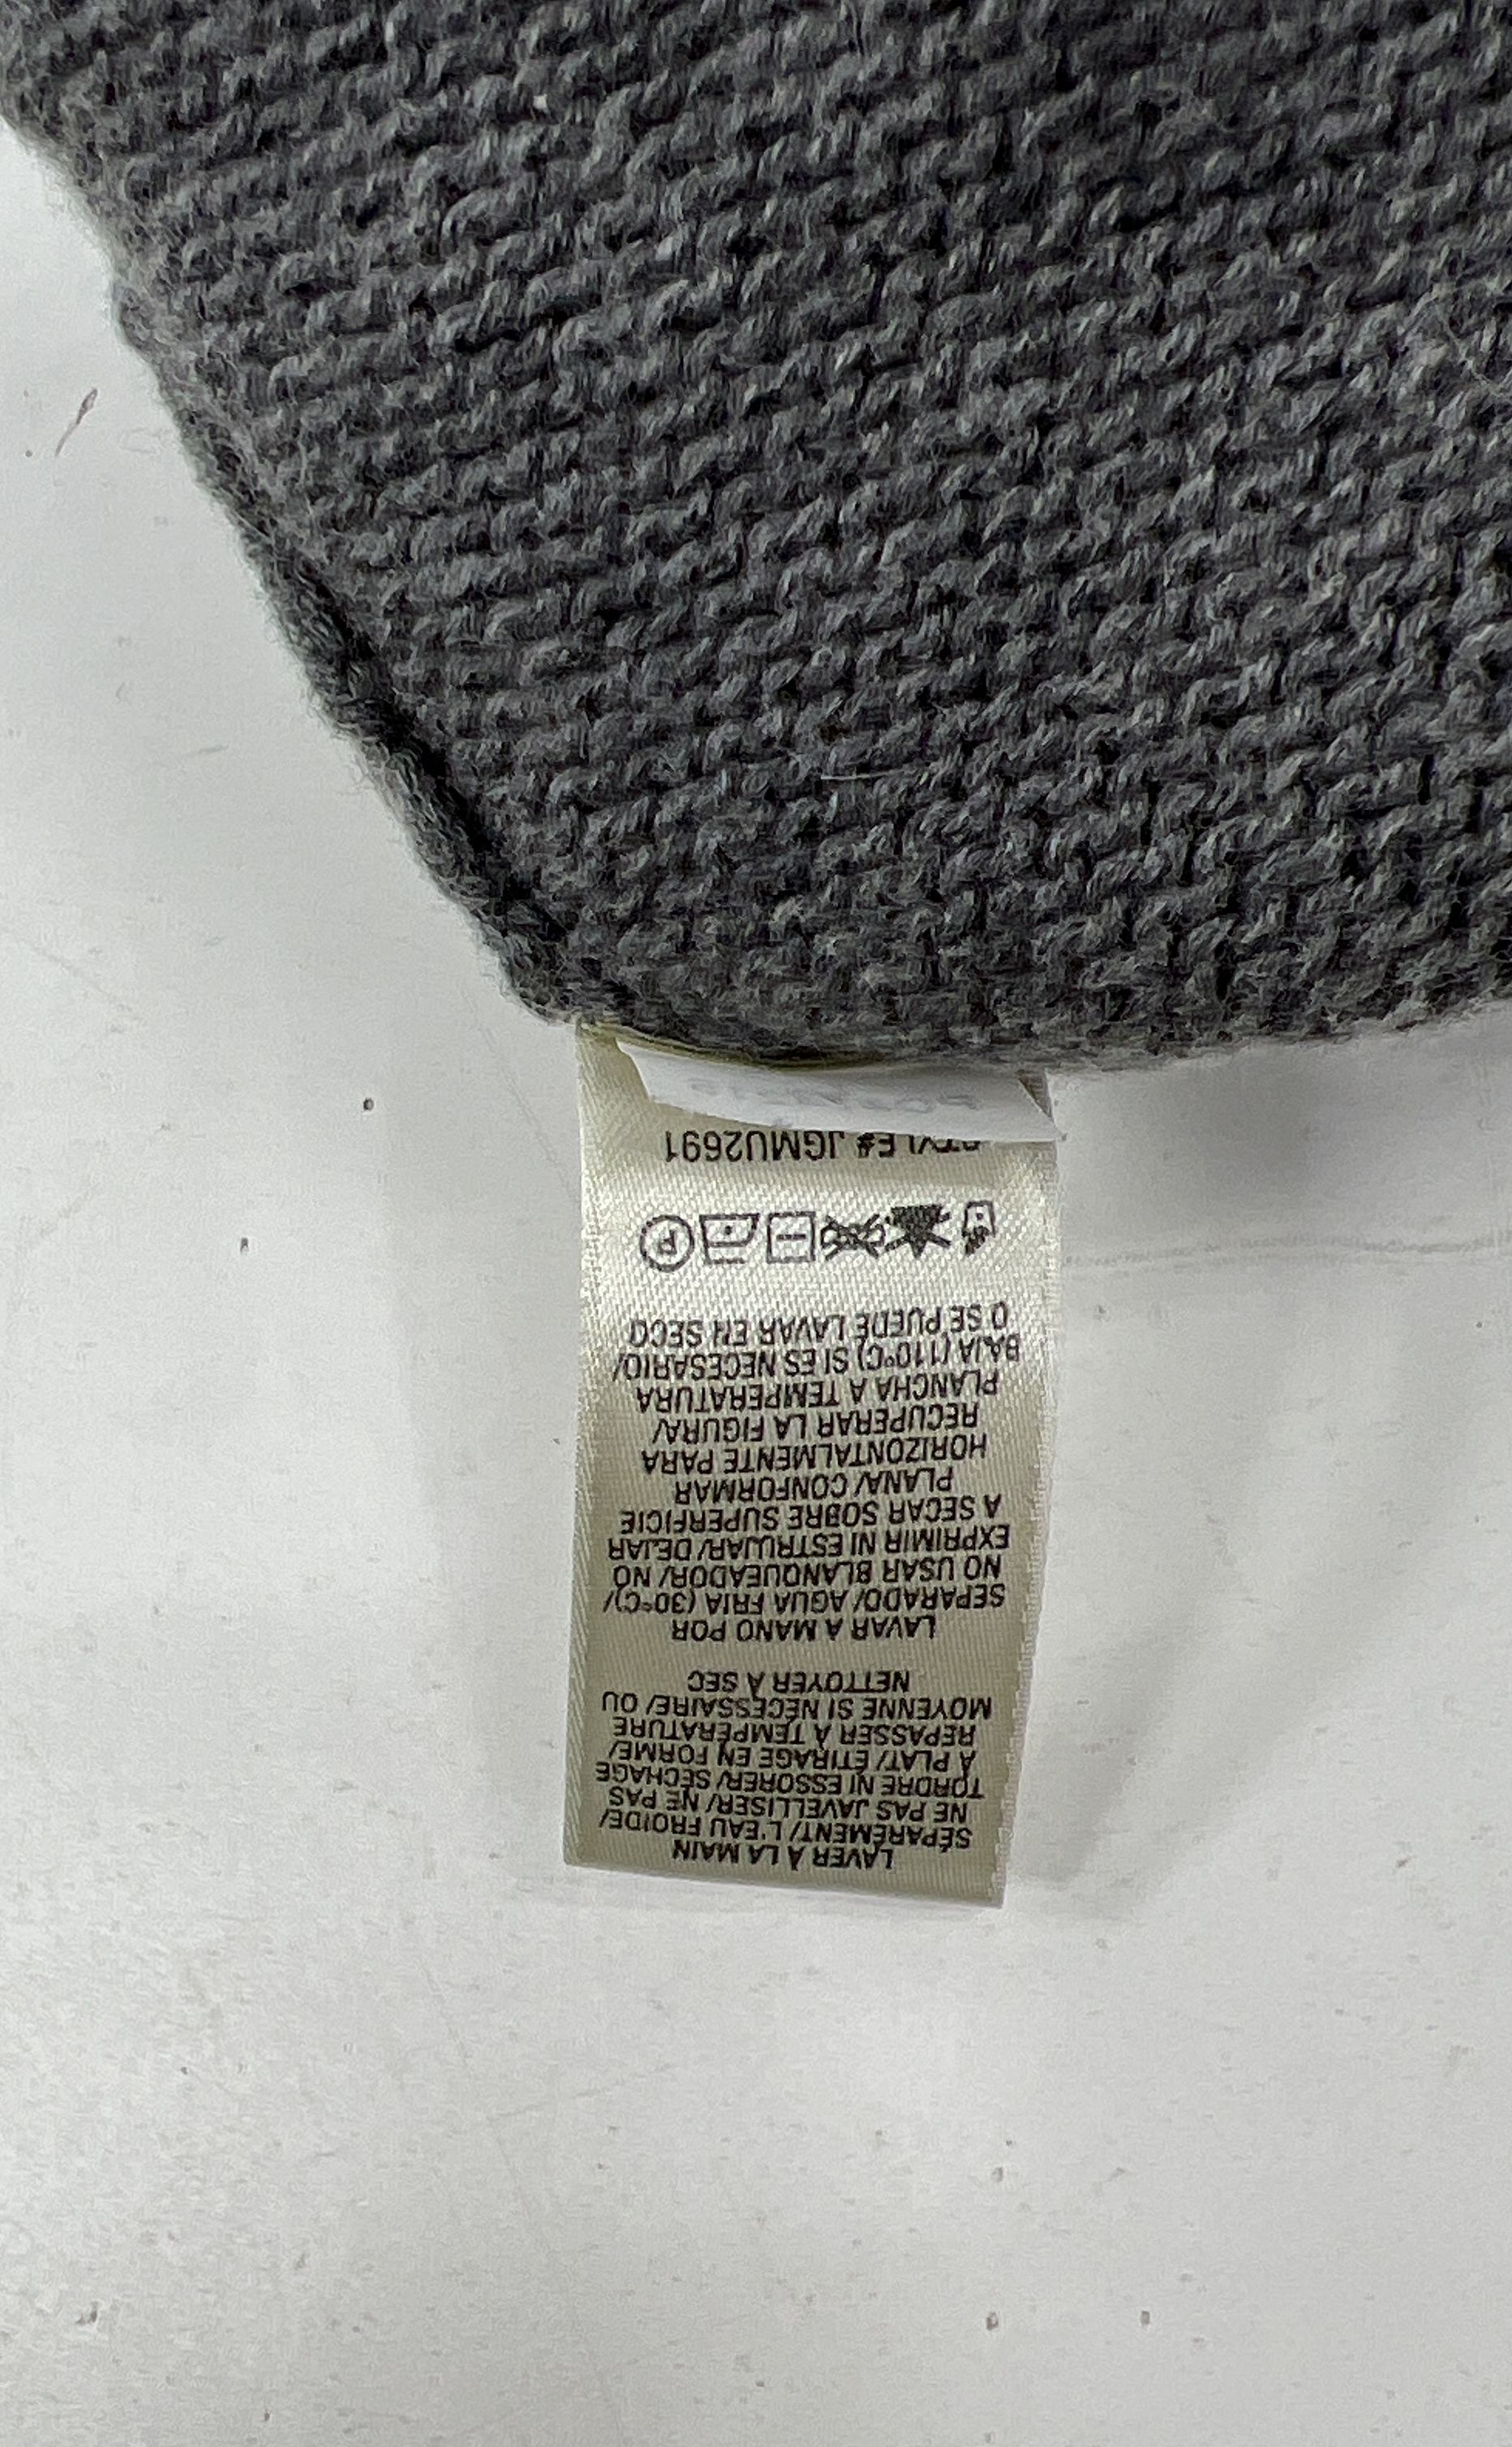 LAVER À LA MAIN
SÉPARÉMENT/ L'EAU FROIDE/
NE PAS JAVELLISER/ NE PAS
TORDRE NI ESSORER/ SÉCHAGE
À PLAT/ ÉTIRAGE EN FORME/
REPASSER À TEMPÉRATURE
MOYENNE SI NÉCESSAIRE/ OU
NETTOYER À SEC
LAVAR A MANO POR
SEPARADO/ AGUA FRIA (30°C)/
NO USAR BLANQUEADOR/ NO
EXPRIMIR NI ESTRUJAR/ DEJAR
A SECAR SOBRE SUPERFICIE
PLANA/ CONFORMAR
HORIZONTALMENTE PARA
RECUPERAR LA FIGURA/
PLANCHA A TEMPERATURA
BAJA (110°C) SI ES NECESARIO/
O SE PUEDE LAVAR EN SECO
P
STYLE# JGMU2691